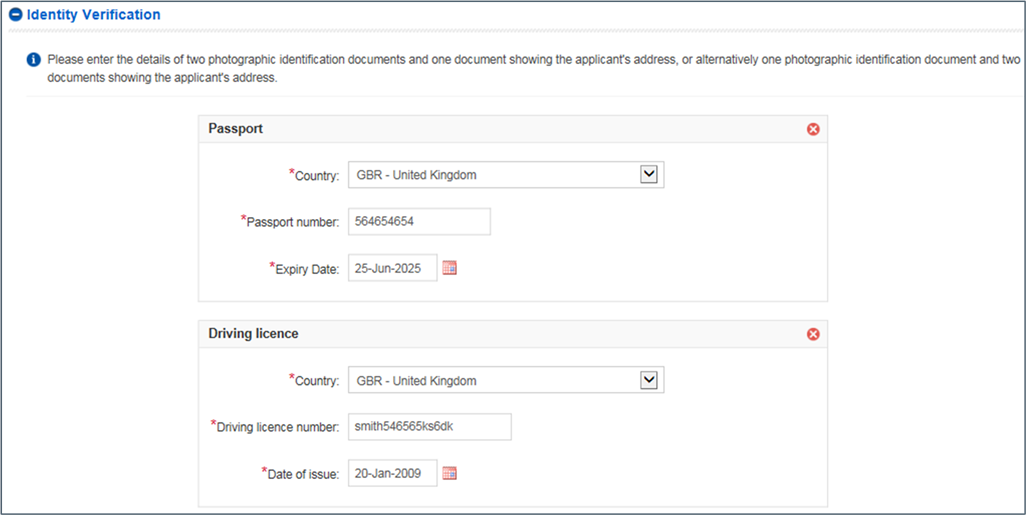 Identity Verification
Please enter the details of two photographic identification documents and one document showing the applicant's address, or alternatively one photographic identification document and two
documents showing the applicant's address.
Passport
*Country: GBR - United Kingdom
*Passport number: 564654654
*Expiry Date: 25-Jun-2025
Driving licence
*Country: GBR - United Kingdom
*Driving licence number: smith546565ks6dk
*Date of issue: 20-Jan-2009